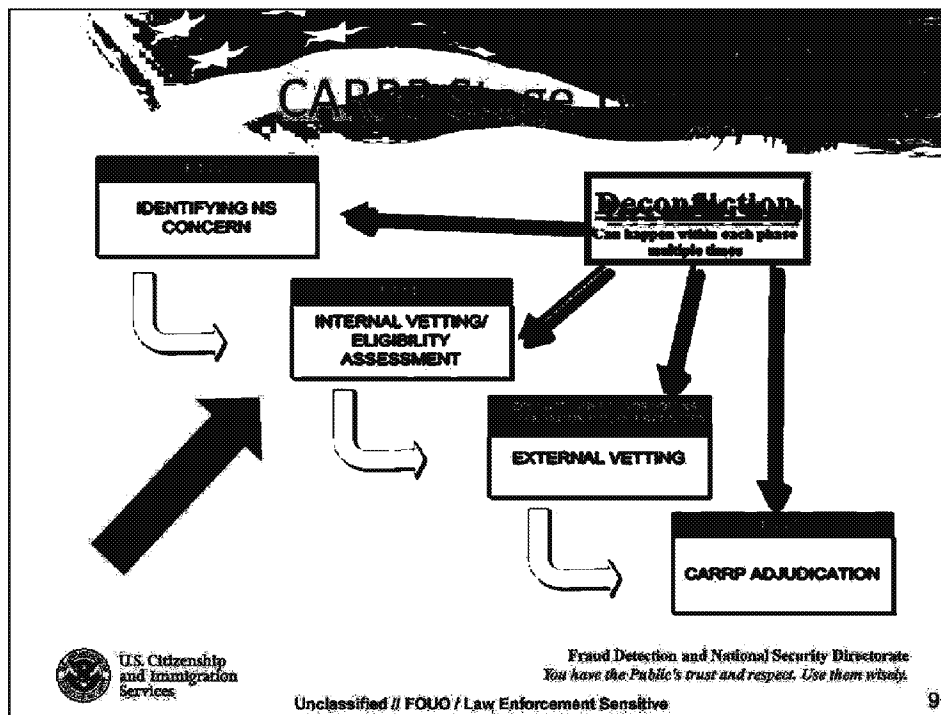 CARRP Stage
IDENTIFYING NS
CONCERN
Deconfliction
Can happen within each phase
multiple times
INTERNAL VETTING/
ELIGIBILITY
ASSESSMENT
EXTERNAL VETTING
CARRP ADJUDICATION
U.S. Citizenship
and Immigration
Services
Fraud Detection and National Security Directorate
You have the Public's trust and respect. Use them wisely.
Unclassified // FOUO / Law Enforcement Sensitive
9